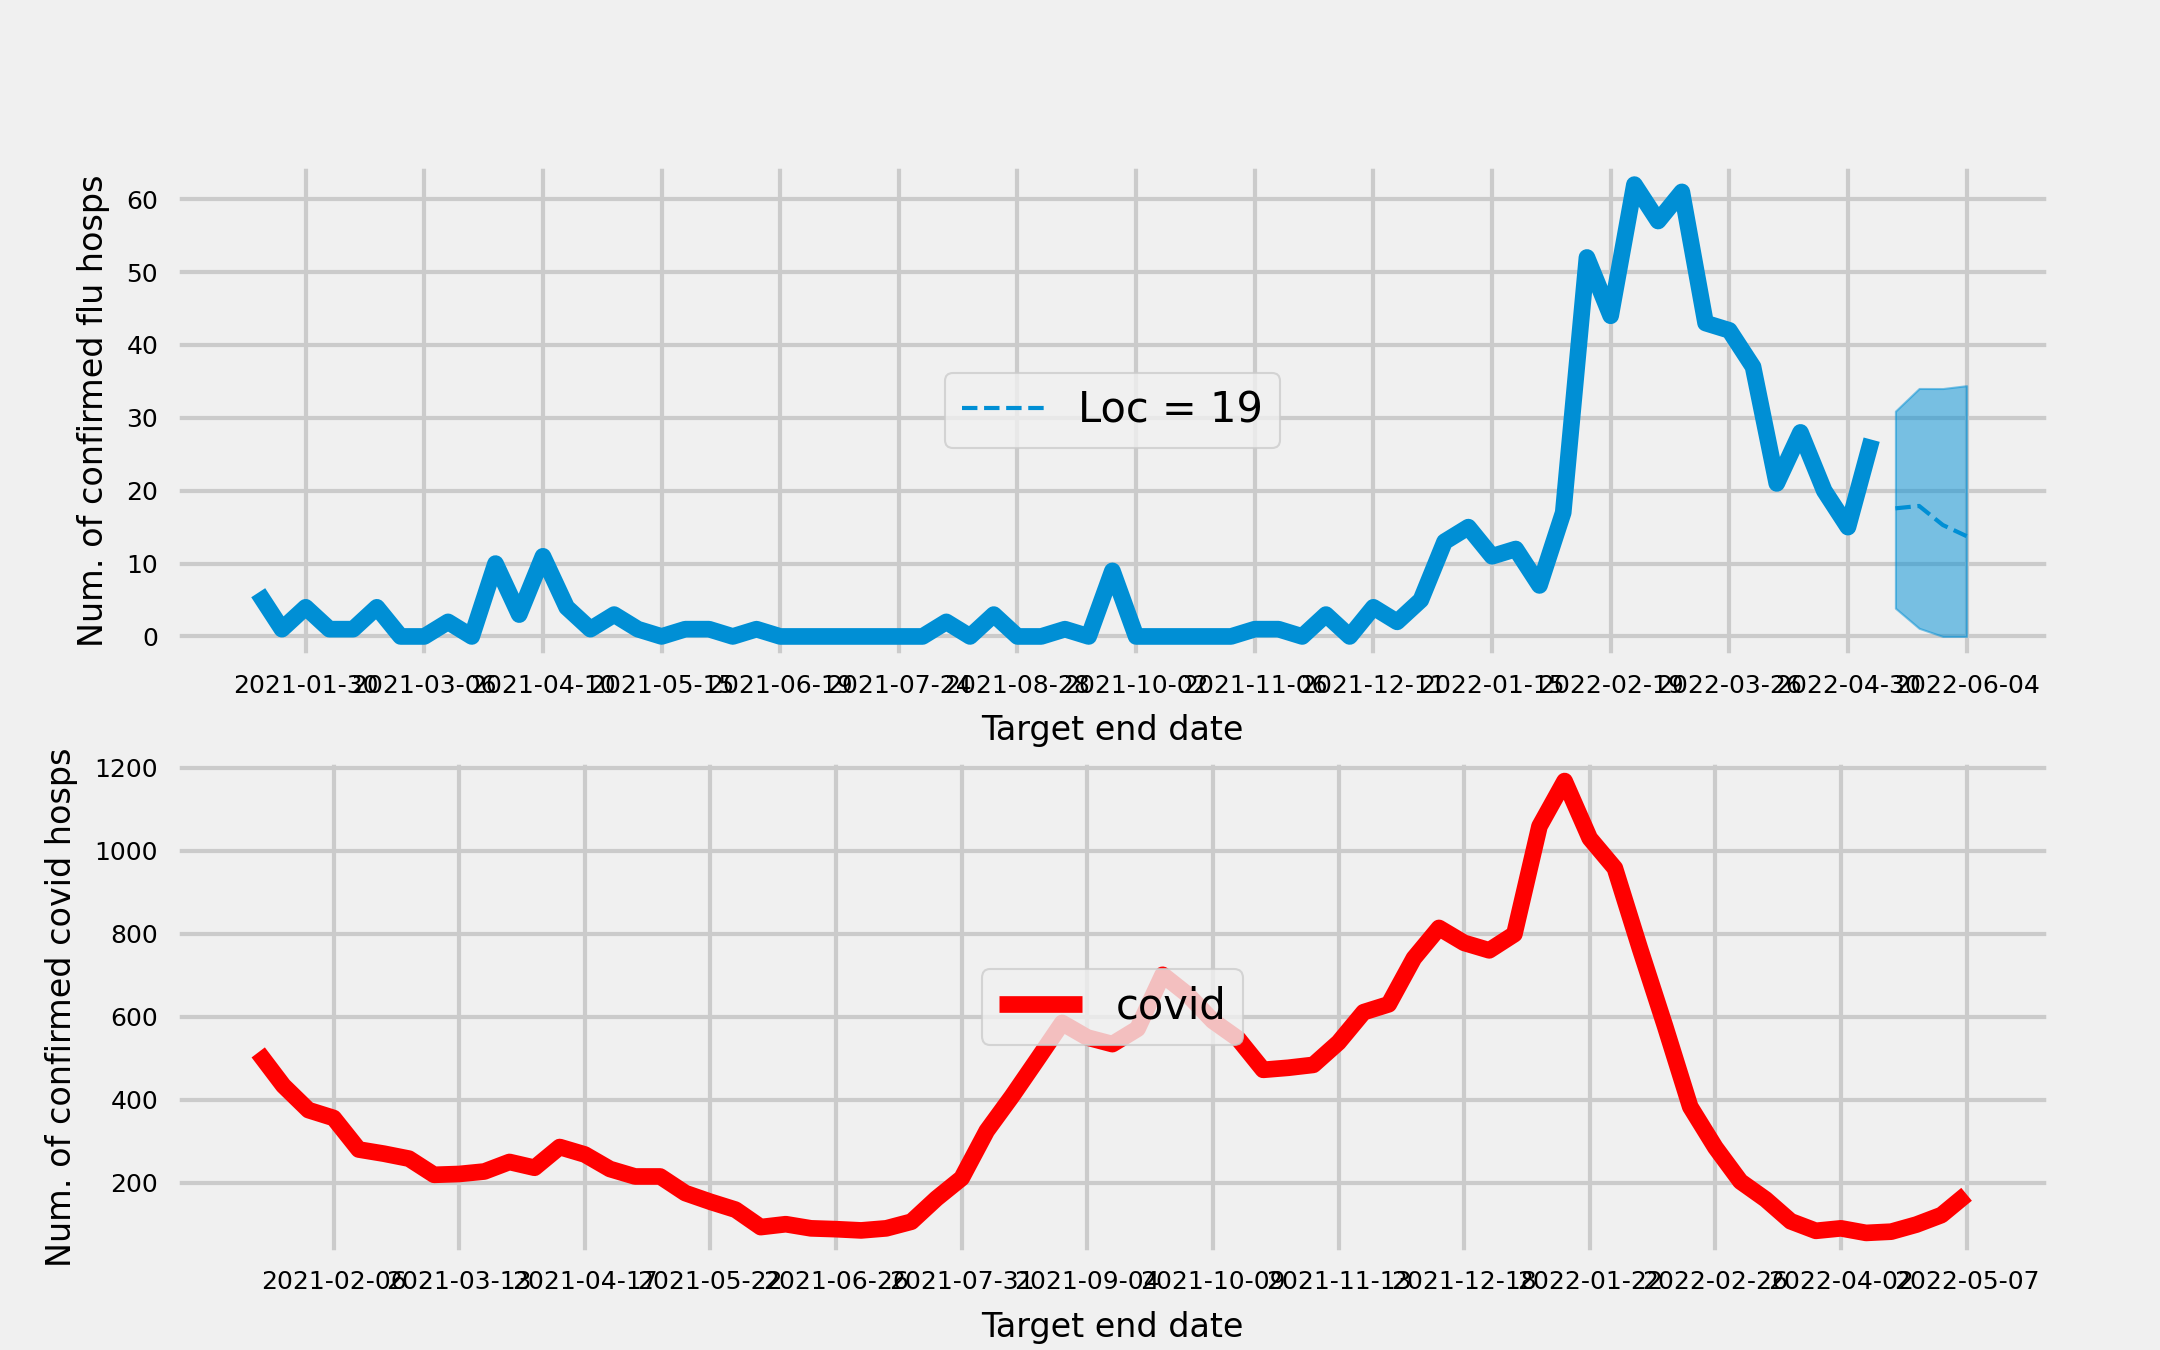 Num. of confirmed flu hosps
60
50
40
30
20
10
0
Loc = 19
2021-01-30 2021-03-06 2021-04-10 2021-05-15 2021-06-19 2021-07-24 2021-08-28 2021-10-02 2021-11-06 2021-12-11 2022-01-15 2022-02-19 2022-03-26 2022-04-30 2022-06-04
Target end date
Num. of confirmed covid hosps
1200
1000
800
600
400
200
covid
2021-02-06 2021-03-13 2021-04-17 2021-05-22 2021-06-26 2021-07-31 2021-09-04 2021-10-09 2021-11-13 2021-12-18 2022-01-22 2022-02-26 2022-04-02 2022-05-07
Target end date